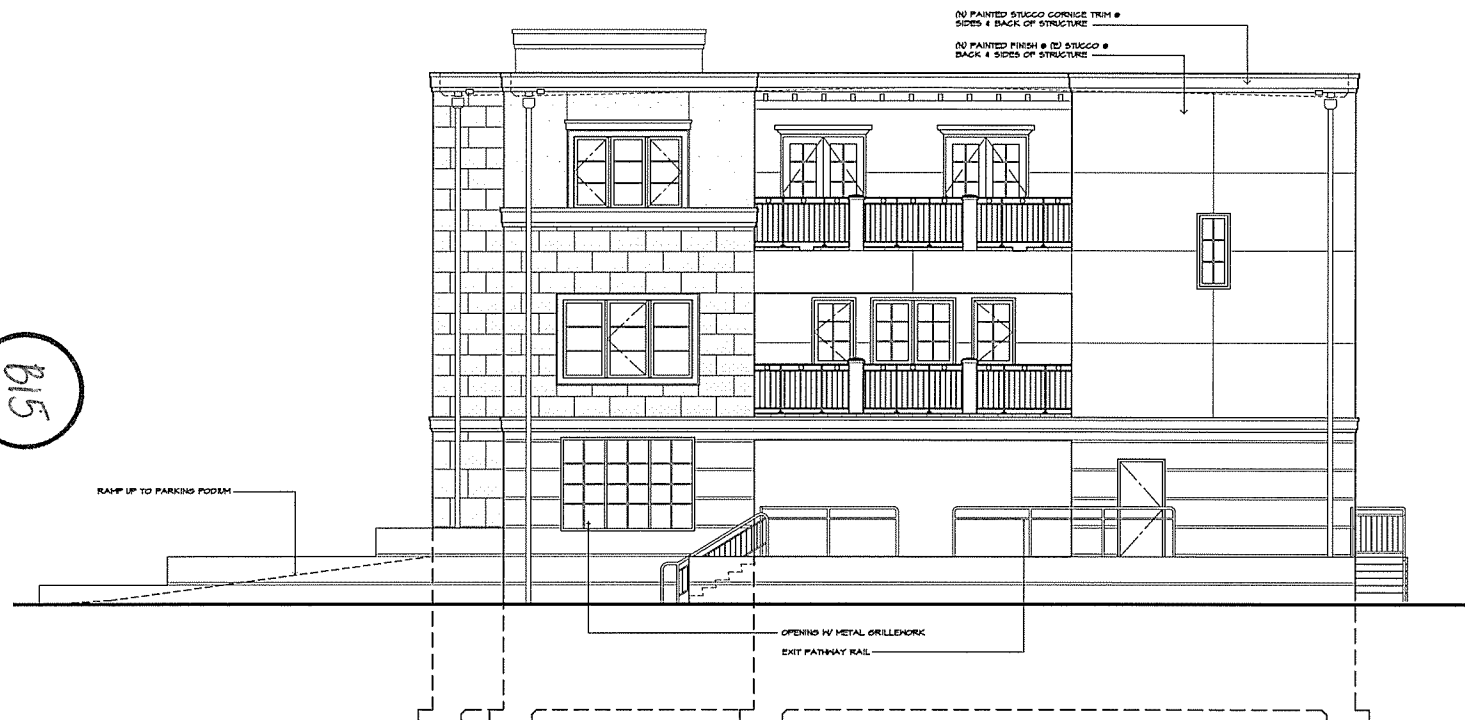 (N) PAINTED STUCCO CORNICE TRIM @
SIDES & BACK OF STRUCTURE
(N) PAINTED FINISH @ (E) STUCCO @
BACK & SIDES OF STRUCTURE
B15
RAMP UP TO PARKING PODIUM
OPENING W/ METAL GRILLEWORK
EXIT PATHWAY RAIL